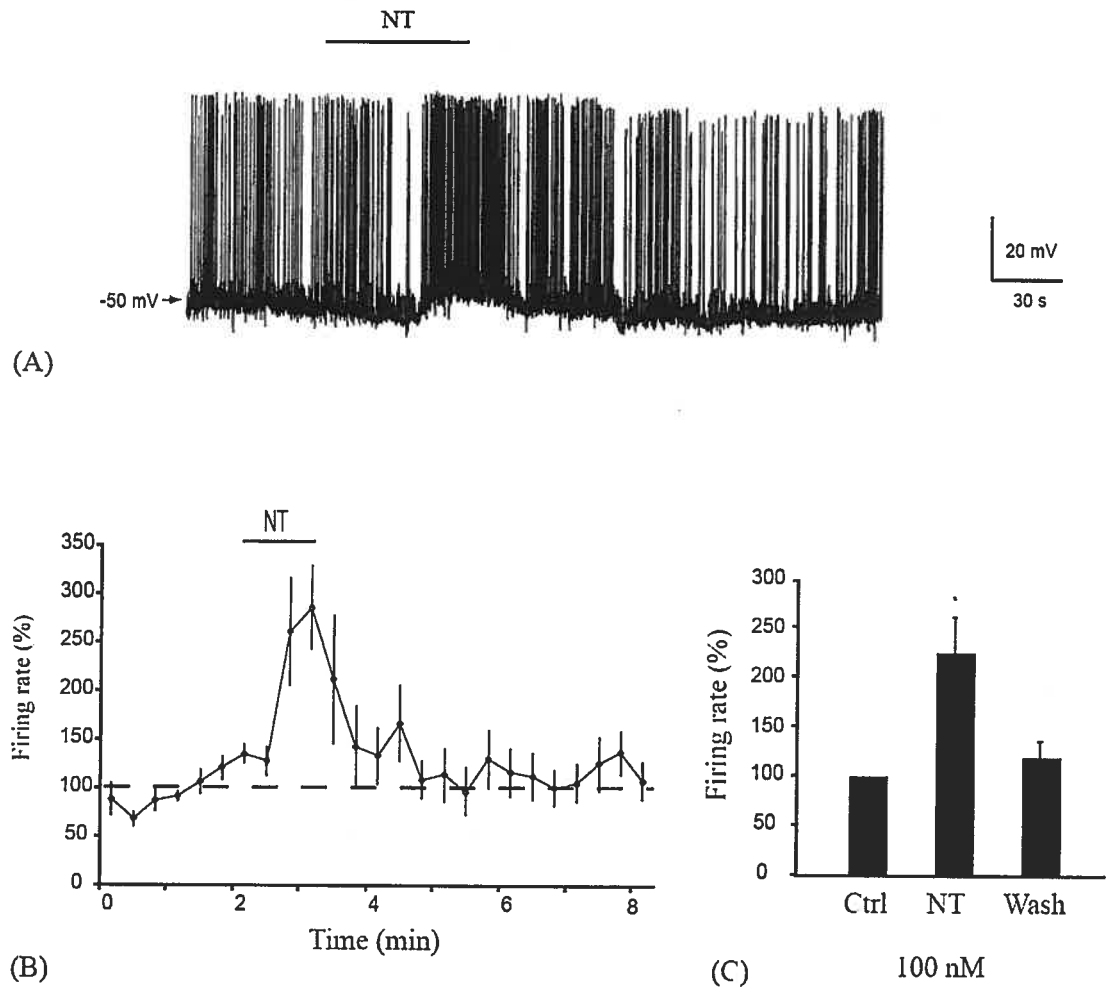 NT
20 mV
-50 mV
30 s
(A)
NT
350
300
250
200
150
100
50
0
Firing rate (%)
0 2 4 6 8
Time (min)
(B)
300
250
200
150
100
50
0
Firing rate (%)
Ctrl NT Wash
100 nM
(C)